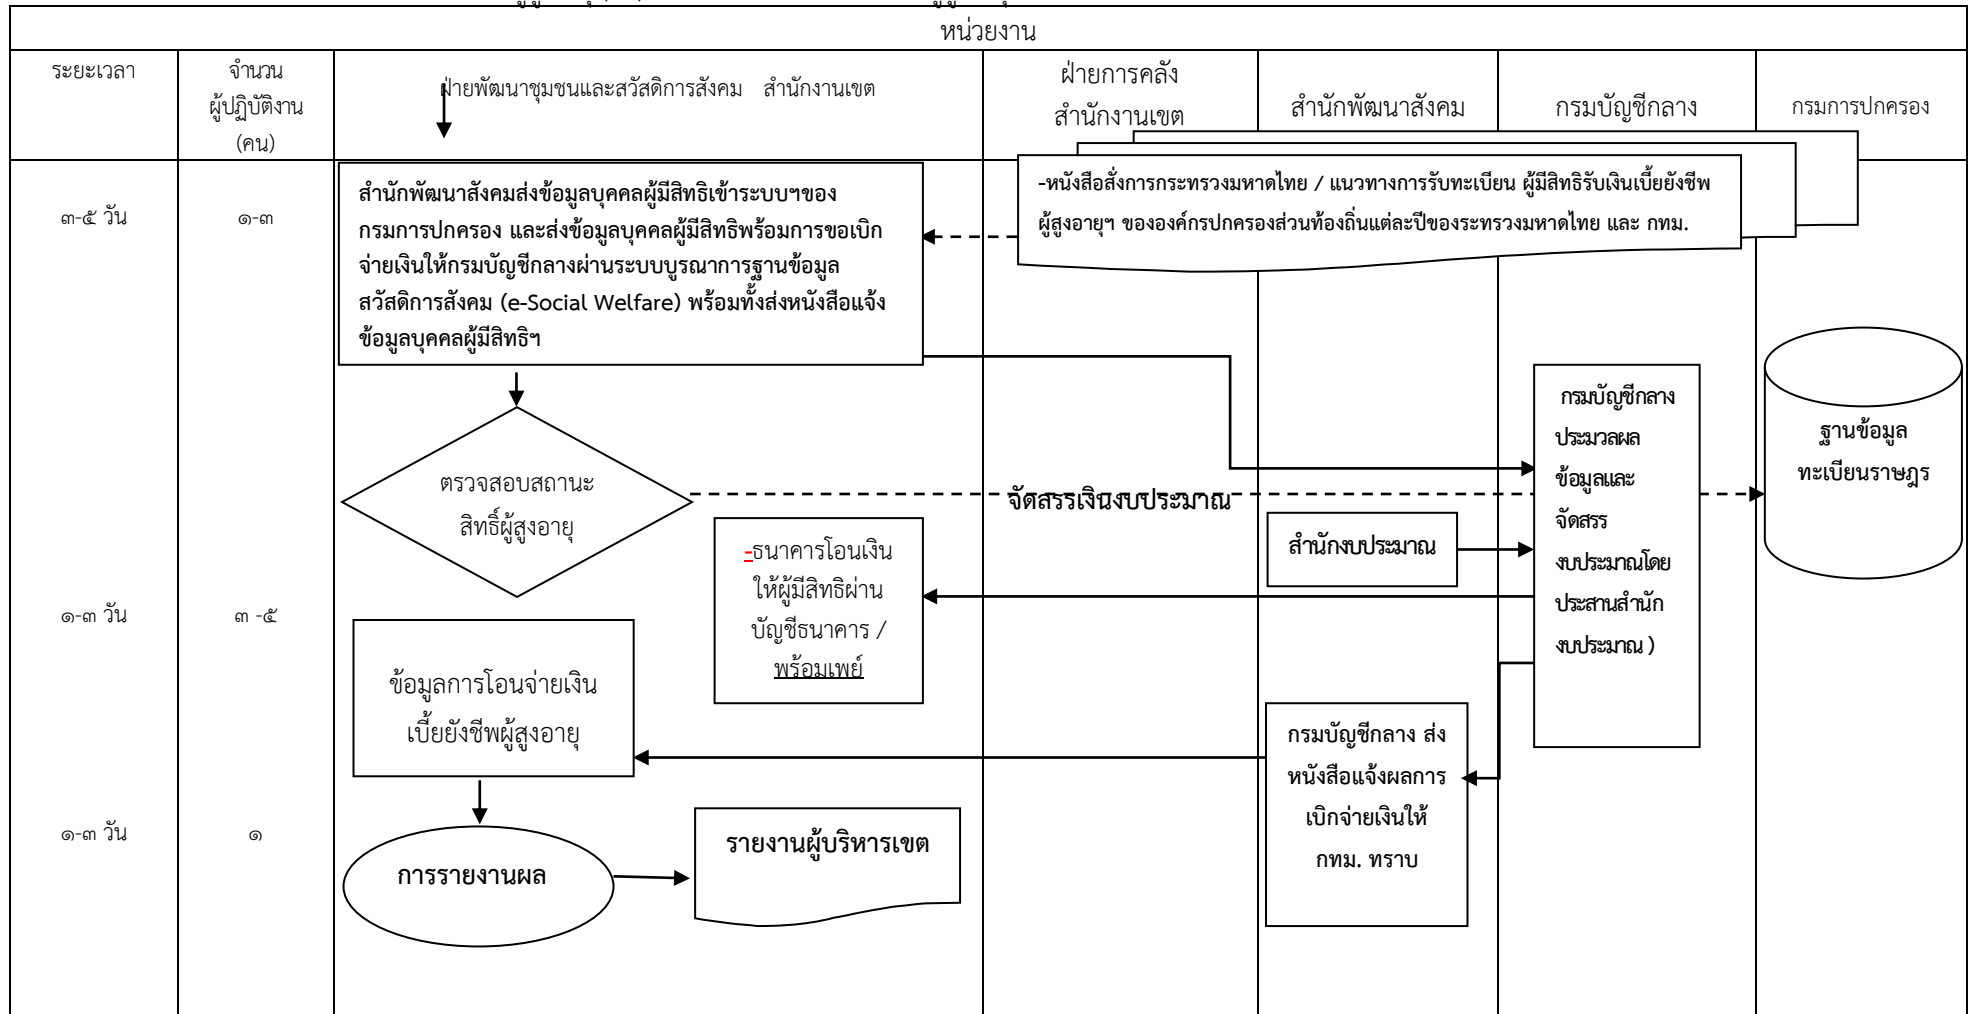 หน่วยงาน
ระยะเวลา
จำนวน
ผู้ปฏิบัติงาน
(คน)
ฝ่ายพัฒนาชุมชนและสวัสดิการสังคม สำนักงานเขต
ฝ่ายการคลัง
สำนักงานเขต
สำนักพัฒนาสังคม
กรมบัญชีกลาง
กรมการปกครอง
๓-๕ วัน
๑-๓
สำนักพัฒนาสังคมส่งข้อมูลบุคคลผู้มีสิทธิเข้าระบบฯของ
กรมการปกครอง และส่งข้อมูลบุคคลผู้มีสิทธิพร้อมการขอเบิก
จ่ายเงินให้กรมบัญชีกลางผ่านระบบบูรณาการฐานข้อมูล
สวัสดิการสังคม (e-Social Welfare) พร้อมทั้งส่งหนังสือแจ้ง
ข้อมูลบุคคลผู้มีสิทธิฯ
-หนังสือสั่งการกระทรวงมหาดไทย / แนวทางการรับทะเบียน ผู้มีสิทธิรับเงินเบี้ยยังชีพ
ผู้สูงอายุฯ ขององค์กรปกครองส่วนท้องถิ่นแต่ละปีของระทรวงมหาดไทย และ กทม.
ตรวจสอบสถานะ
สิทธิ์ผู้สูงอายุ
จัดสรรเงินงบประมาณ
-ธนาคารโอนเงิน
ให้ผู้มีสิทธิผ่าน
บัญชีธนาคาร /
พร้อมเพย์
สำนักงบประมาณ
กรมบัญชีกลาง
ประมวลผล
ข้อมูลและ
จัดสรร
งบประมาณโดย
ประสานสำนัก
งบประมาณ )
ฐานข้อมูล
ทะเบียนราษฎร
๑-๓ วัน
๓ -๕
ข้อมูลการโอนจ่ายเงิน
เบี้ยยังชีพผู้สูงอายุ
กรมบัญชีกลาง ส่ง
หนังสือแจ้งผลการ
เบิกจ่ายเงินให้
กทม. ทราบ
๑-๓ วัน
๑
การรายงานผล
รายงานผู้บริหารเขต